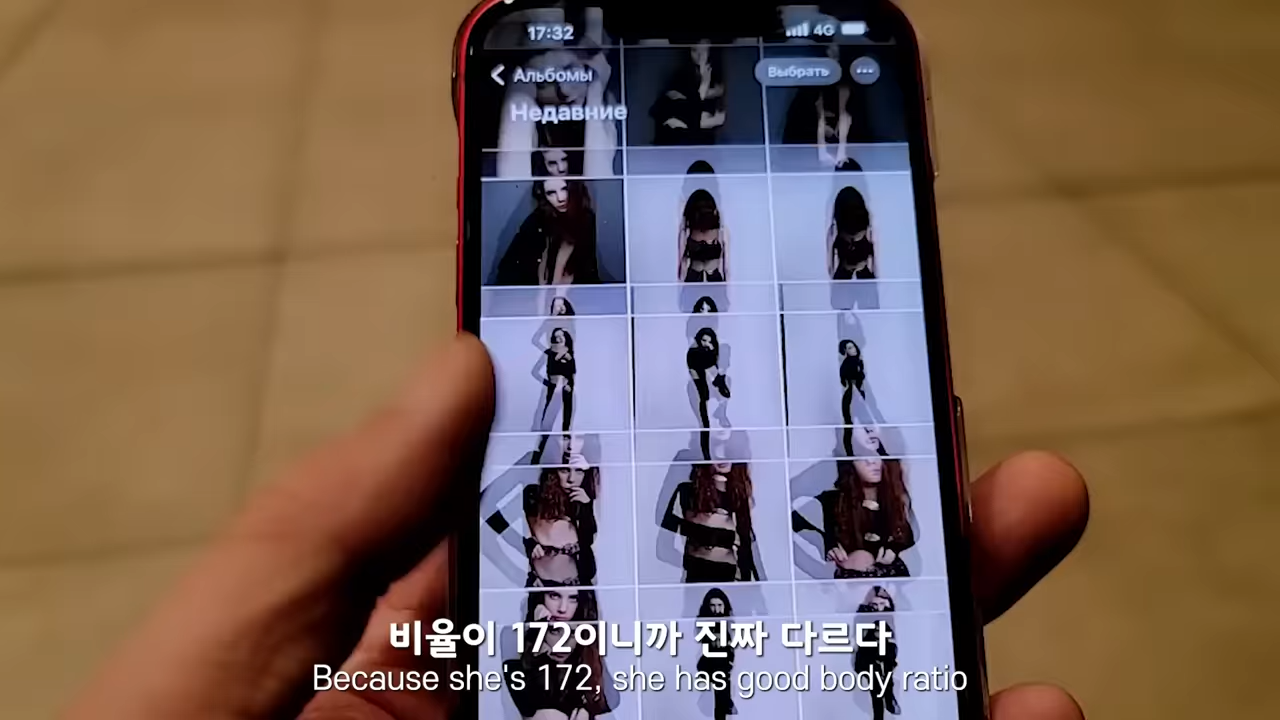 17:32
4G
Альбомы
Выбрать
Недавние
비율이 172이니까 진짜 다르다
Because she's 172, she has good body ratio